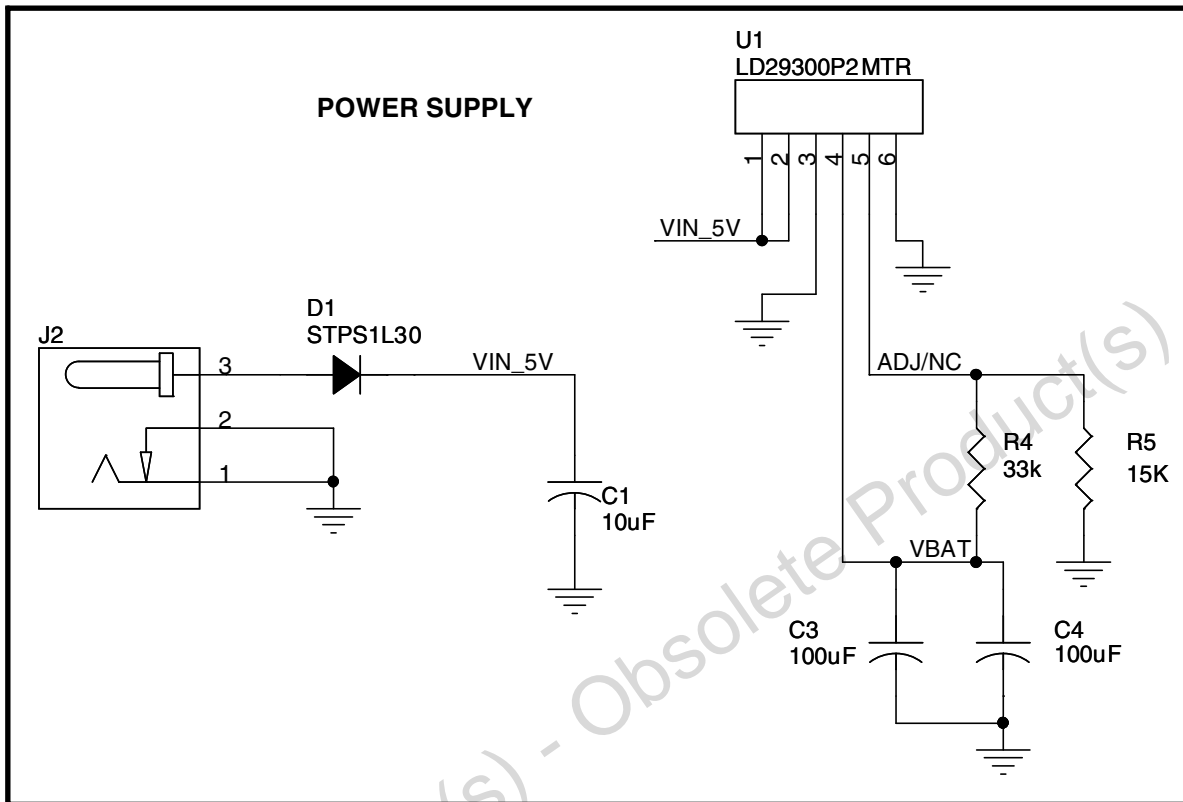 POWER SUPPLY
U1
LD29300P2MTR
1
2
3
4
5
6
VIN_5V
J2
3
2
1
D1
STPS1L30
VIN_5V
C1
10uF
ADJ/NC
R4
33k
R5
15K
VBAT
C3
100uF
C4
100uF
(s) - Obsolete Product(s)